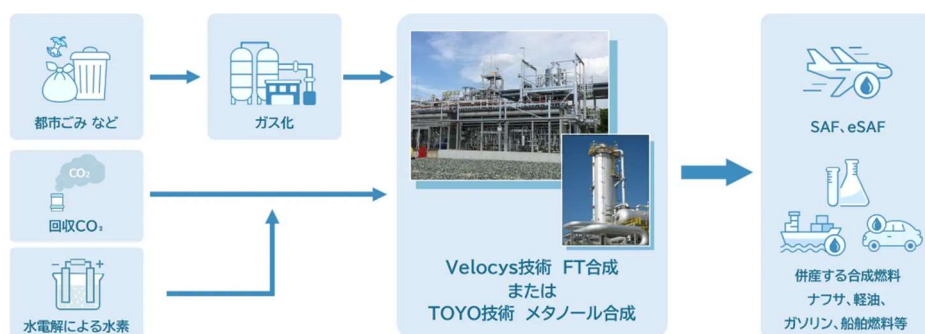 都市ごみ など
ガス化
CO₂
回収CO₂
水電解による水素
Velocys技術 FT合成
または
TOYO技術 メタノール合成
SAF、eSAF
併産する合成燃料
ナフサ、軽油、
ガソリン、船舶燃料等